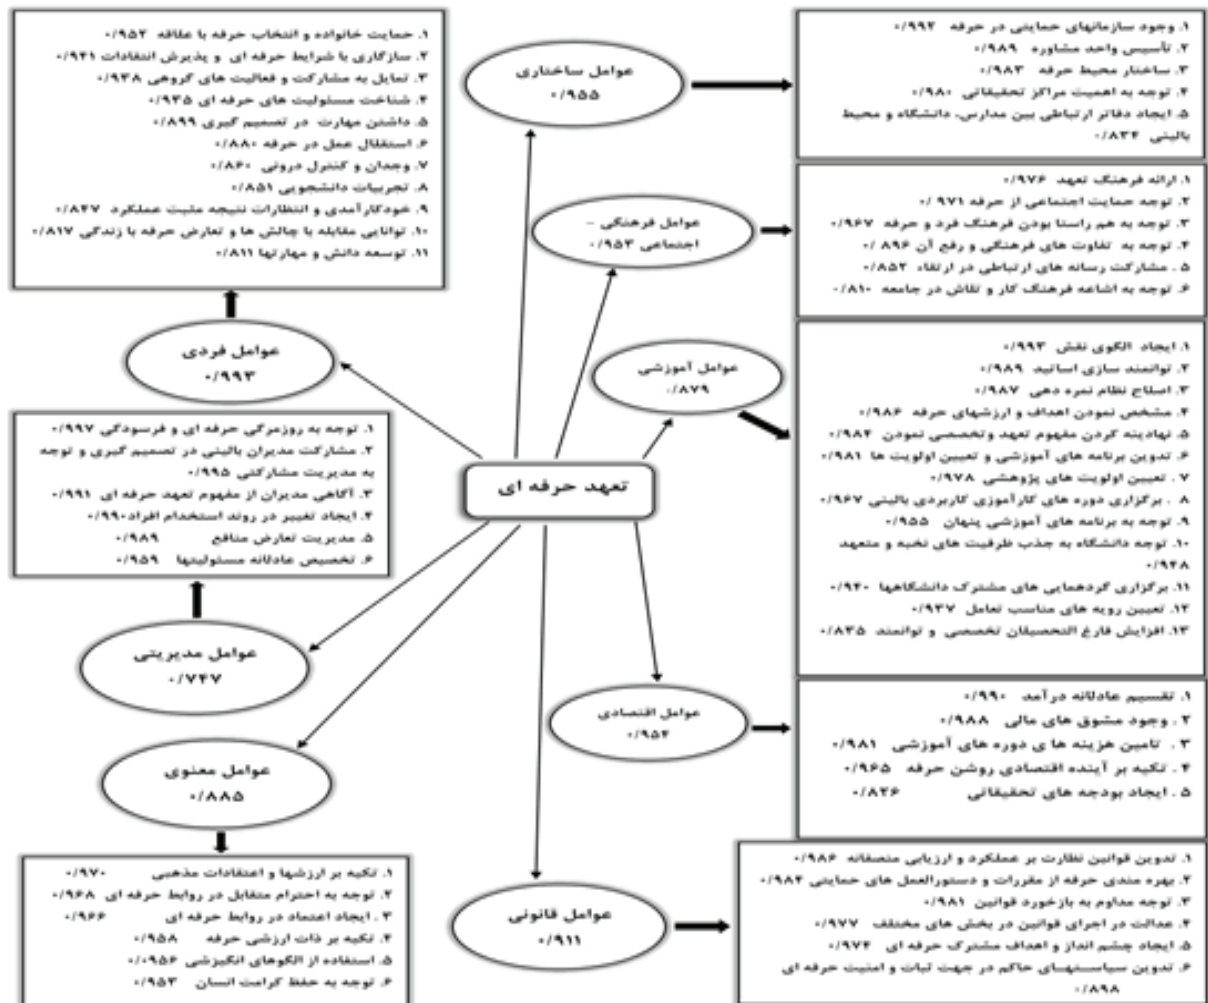 ۱. حمایت خانواده و انتخاب حرفه با علاقه ۰/۹۵۲
۲. سازگاری با شرایط حرفه ای و پذیرش انتقادات ۰/۹۴۱
۳. تمایل به مشارکت و فعالیت های گروهی ۰/۹۳۸
۴. شناخت مسئولیت های حرفه ای ۰/۹۳۵
۵. داشتن مهارت در تصمیم گیری ۰/۸۹۹
۶. استقلال عمل در حرفه ۰/۸۸۰
۷. وجدان و کنترل درونی ۰/۸۶۰
۸. تجربیات دانشجویی ۰/۸۵۱
۹. خودکارآمدی و انتظارات نتیجه مثبت عملکرد ۰/۸۴۷
۱۰. توانایی مقابله با چالش ها و تعارض حرفه با زندگی ۰/۸۱۷
۱۱. توسعه دانش و مهارتها ۰/۸۱۱
عوامل فردی
۰/۹۹۳
۱. توجه به روزمرگی حرفه ای و فرسودگی ۰/۹۹۷
۲. مشارکت مدیران بالینی در تصمیم گیری و توجه
به مدیریت مشارکتی ۰/۹۹۵
۳. آگاهی مدیران از مفهوم تعهد حرفه ای ۰/۹۹۱
۴. ایجاد تغییر در روند استخدام افراد۰/۹۹۰
۵. مدیریت تعارض منافع ۰/۹۸۹
۶. تخصیص عادلانه مسئولیتها ۰/۹۵۹
عوامل مدیریتی
۰/۷۴۷
عوامل معنوی
۰/۸۸۵
۱. تکیه بر ارزشها و اعتقادات مذهبی ۰/۹۷۰
۲. توجه به احترام متقابل در روابط حرفه ای ۰/۹۶۸
۳ . ایجاد اعتماد در روابط حرفه ای ۰/۹۶۶
۴. تکیه بر ذات ارزشی حرفه ۰/۹۵۸
۵. استفاده از الگوهای انگیزشی ۰/۰۹۵۶
۶. توجه به حفظ کرامت انسان ۰/۹۵۳
تعهد حرفه ای
عوامل ساختاری
۰/۹۵۵
۱. وجود سازمانهای حمایتی در حرفه ۰/۹۹۲
۲. تأسیس واحد مشاوره ۰/۹۸۹
۳. ساختار محیط حرفه ۰/۹۸۳
۴. توجه به اهمیت مراکز تحقیقاتی ۰/۹۸۰
۵. ایجاد دفاتر ارتباطی بین مدارس، دانشگاه و محیط
بالینی ۰/۸۳۴
عوامل فرهنگی –
اجتماعی ۰/۹۵۳
۱. ارائه فرهنگ تعهد ۰/۹۷۶
۲. توجه حمایت اجتماعی از حرفه ۹۷۱ /۰
۳. توجه به هم راستا بودن فرهنگ فرد و حرفه ۰/۹۶۷
۴. توجه به تفاوت های فرهنگی و رفع آن ۸۹۶ /۰
۵ . مشارکت رسانه های ارتباطی در ارتقاء ۰/۸۵۲
۶. توجه به اشاعه فرهنگ کار و تلاش در جامعه ۰/۸۱۰
عوامل آموزشی
۰/۸۷۹
۱. ایجاد الگوی نقش ۰/۹۹۳
۲. توانمند سازی اساتید ۰/۹۸۹
۳. اصلاح نظام نمره دهی ۰/۹۸۷
۴. مشخص نمودن اهداف و ارزشهای حرفه ۰/۹۸۶
۵. نهادینه کردن مفهوم تعهد وتخصصی نمودن ۰/۹۸۴
۶. تدوین برنامه های آموزشی و تعیین اولویت ها ۰/۹۸۱
۷ . تعیین اولویت های پژوهشی ۰/۹۷۸
۸ . برگزاری دوره های کارآموزی کاربردی بالینی ۰/۹۶۷
۹. توجه به برنامه های آموزشی پنهان ۰/۹۵۵
۱۰. توجه دانشگاه به جذب ظرفیت های نخبه و متعهد
۰/۹۴۸
۱۱. برگزاری گردهمایی های مشترک دانشگاهها ۰/۹۴۰
۱۲. تعیین رویه های مناسب تعامل ۰/۹۳۷
۱۳. افزایش فارغ التحصیلان تخصصی و توانمند ۰/۸۳۵
عوامل اقتصادی
۰/۹۵۴
۱. تقسیم عادلانه درآمد ۰/۹۹۰
۲ . وجود مشوق های مالی ۰/۹۸۸
۳ . تامین هزینه ها ی دوره های آموزشی ۰/۹۸۱
۴ . تکیه بر آینده اقتصادی روشن حرفه ۰/۹۶۵
۵ . ایجاد بودجه های تحقیقاتی ۰/۸۲۶
عوامل قانونی
۰/۹۱۱
۱. تدوین قوانین نظارت بر عملکرد و ارزیابی منصفانه ۰/۹۸۶
۲. بهره مندی حرفه از مقررات و دستورالعمل های حمایتی ۰/۹۸۴
۳. توجه مداوم به بازخورد قوانین ۰/۹۸۱
۴. عدالت در اجرای قوانین در بخش های مختلف ۰/۹۷۷
۵. ایجاد چشم انداز و اهداف مشترک حرفه ای ۰/۹۷۴
۶. تدوین سیاستهای حاکم در جهت ثبات و امنیت حرفه ای
۰/۸۹۸